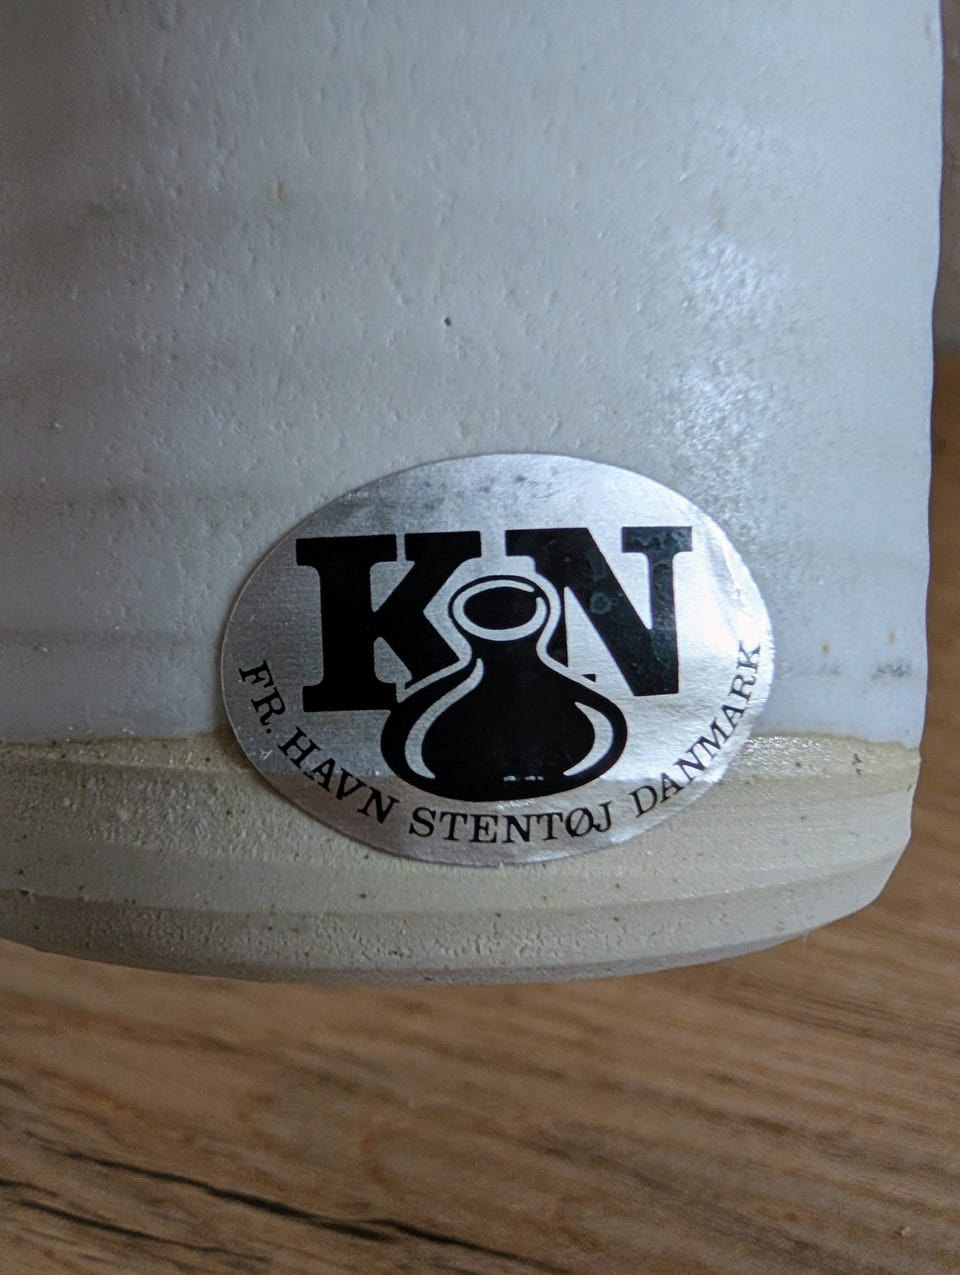 KN
FR. HAVN STENTØJ DANMARK